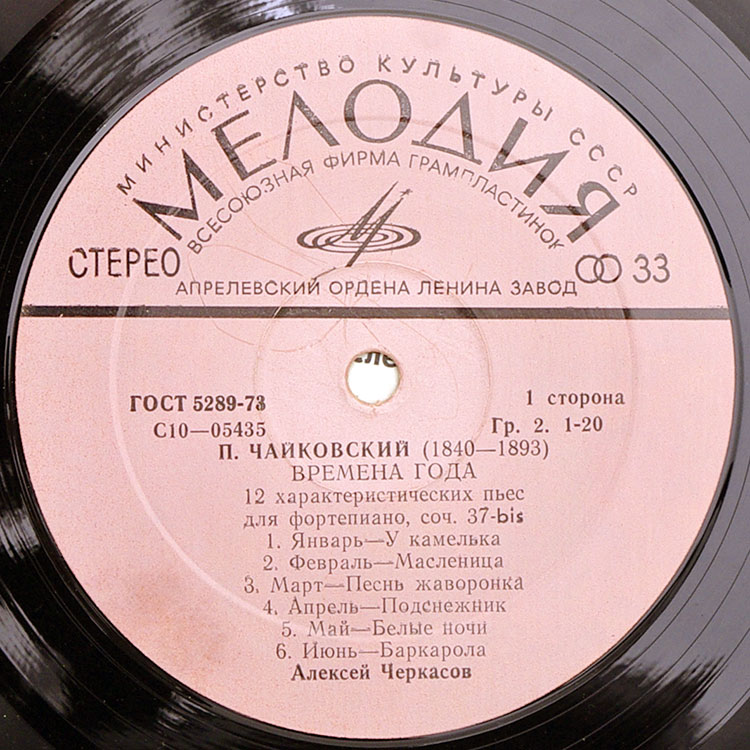 МИНИСТЕРСТВО КУЛЬТУРЫ СССР
МЕЛОДИЯ
ВСЕСОЮЗНАЯ ФИРМА ГРАМПЛАСТИНОК
СТЕРЕО
33
АПРЕЛЕВСКИЙ ОРДЕНА ЛЕНИНА ЗАВОД
ГОСТ 5289-73
1 сторона
С10—05435
Гр. 2. 1-20
П. ЧАЙКОВСКИЙ (1840—1893)
ВРЕМЕНА ГОДА
12 характеристических пьес
для фортепиано, соч. 37-bis
1. Январь—У камелька
2. Февраль—Масленица
3. Март—Песнь жаворонка
4. Апрель—Подснежник
5. Май—Белые ночи
6. Июнь—Баркарола
Алексей Черкасов